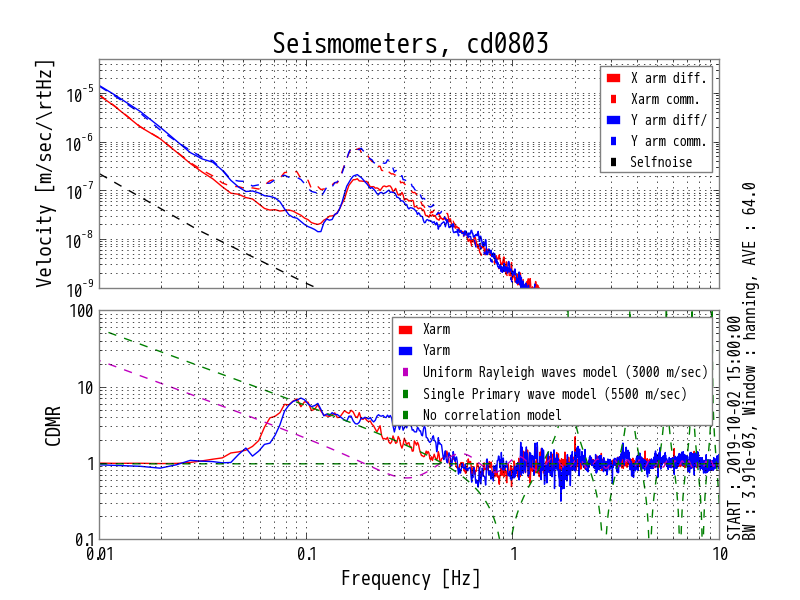 Seismometers, cd0803
Velocity [m/sec/\rtHz]
10^-5
10^-6
10^-7
10^-8
10^-9
X arm diff.
Xarm comm.
Y arm diff/
Y arm comm.
Selfnoise
CDMR
100
10
1
0.1
Xarm
Yarm
Uniform Rayleigh waves model (3000 m/sec)
Single Primary wave model (5500 m/sec)
No correlation model
0.01 0.1 1 10
Frequency [Hz]
START : 2019-10-02 15:00:00
BW : 3.91e-03, Window : hanning, AVE : 64.0